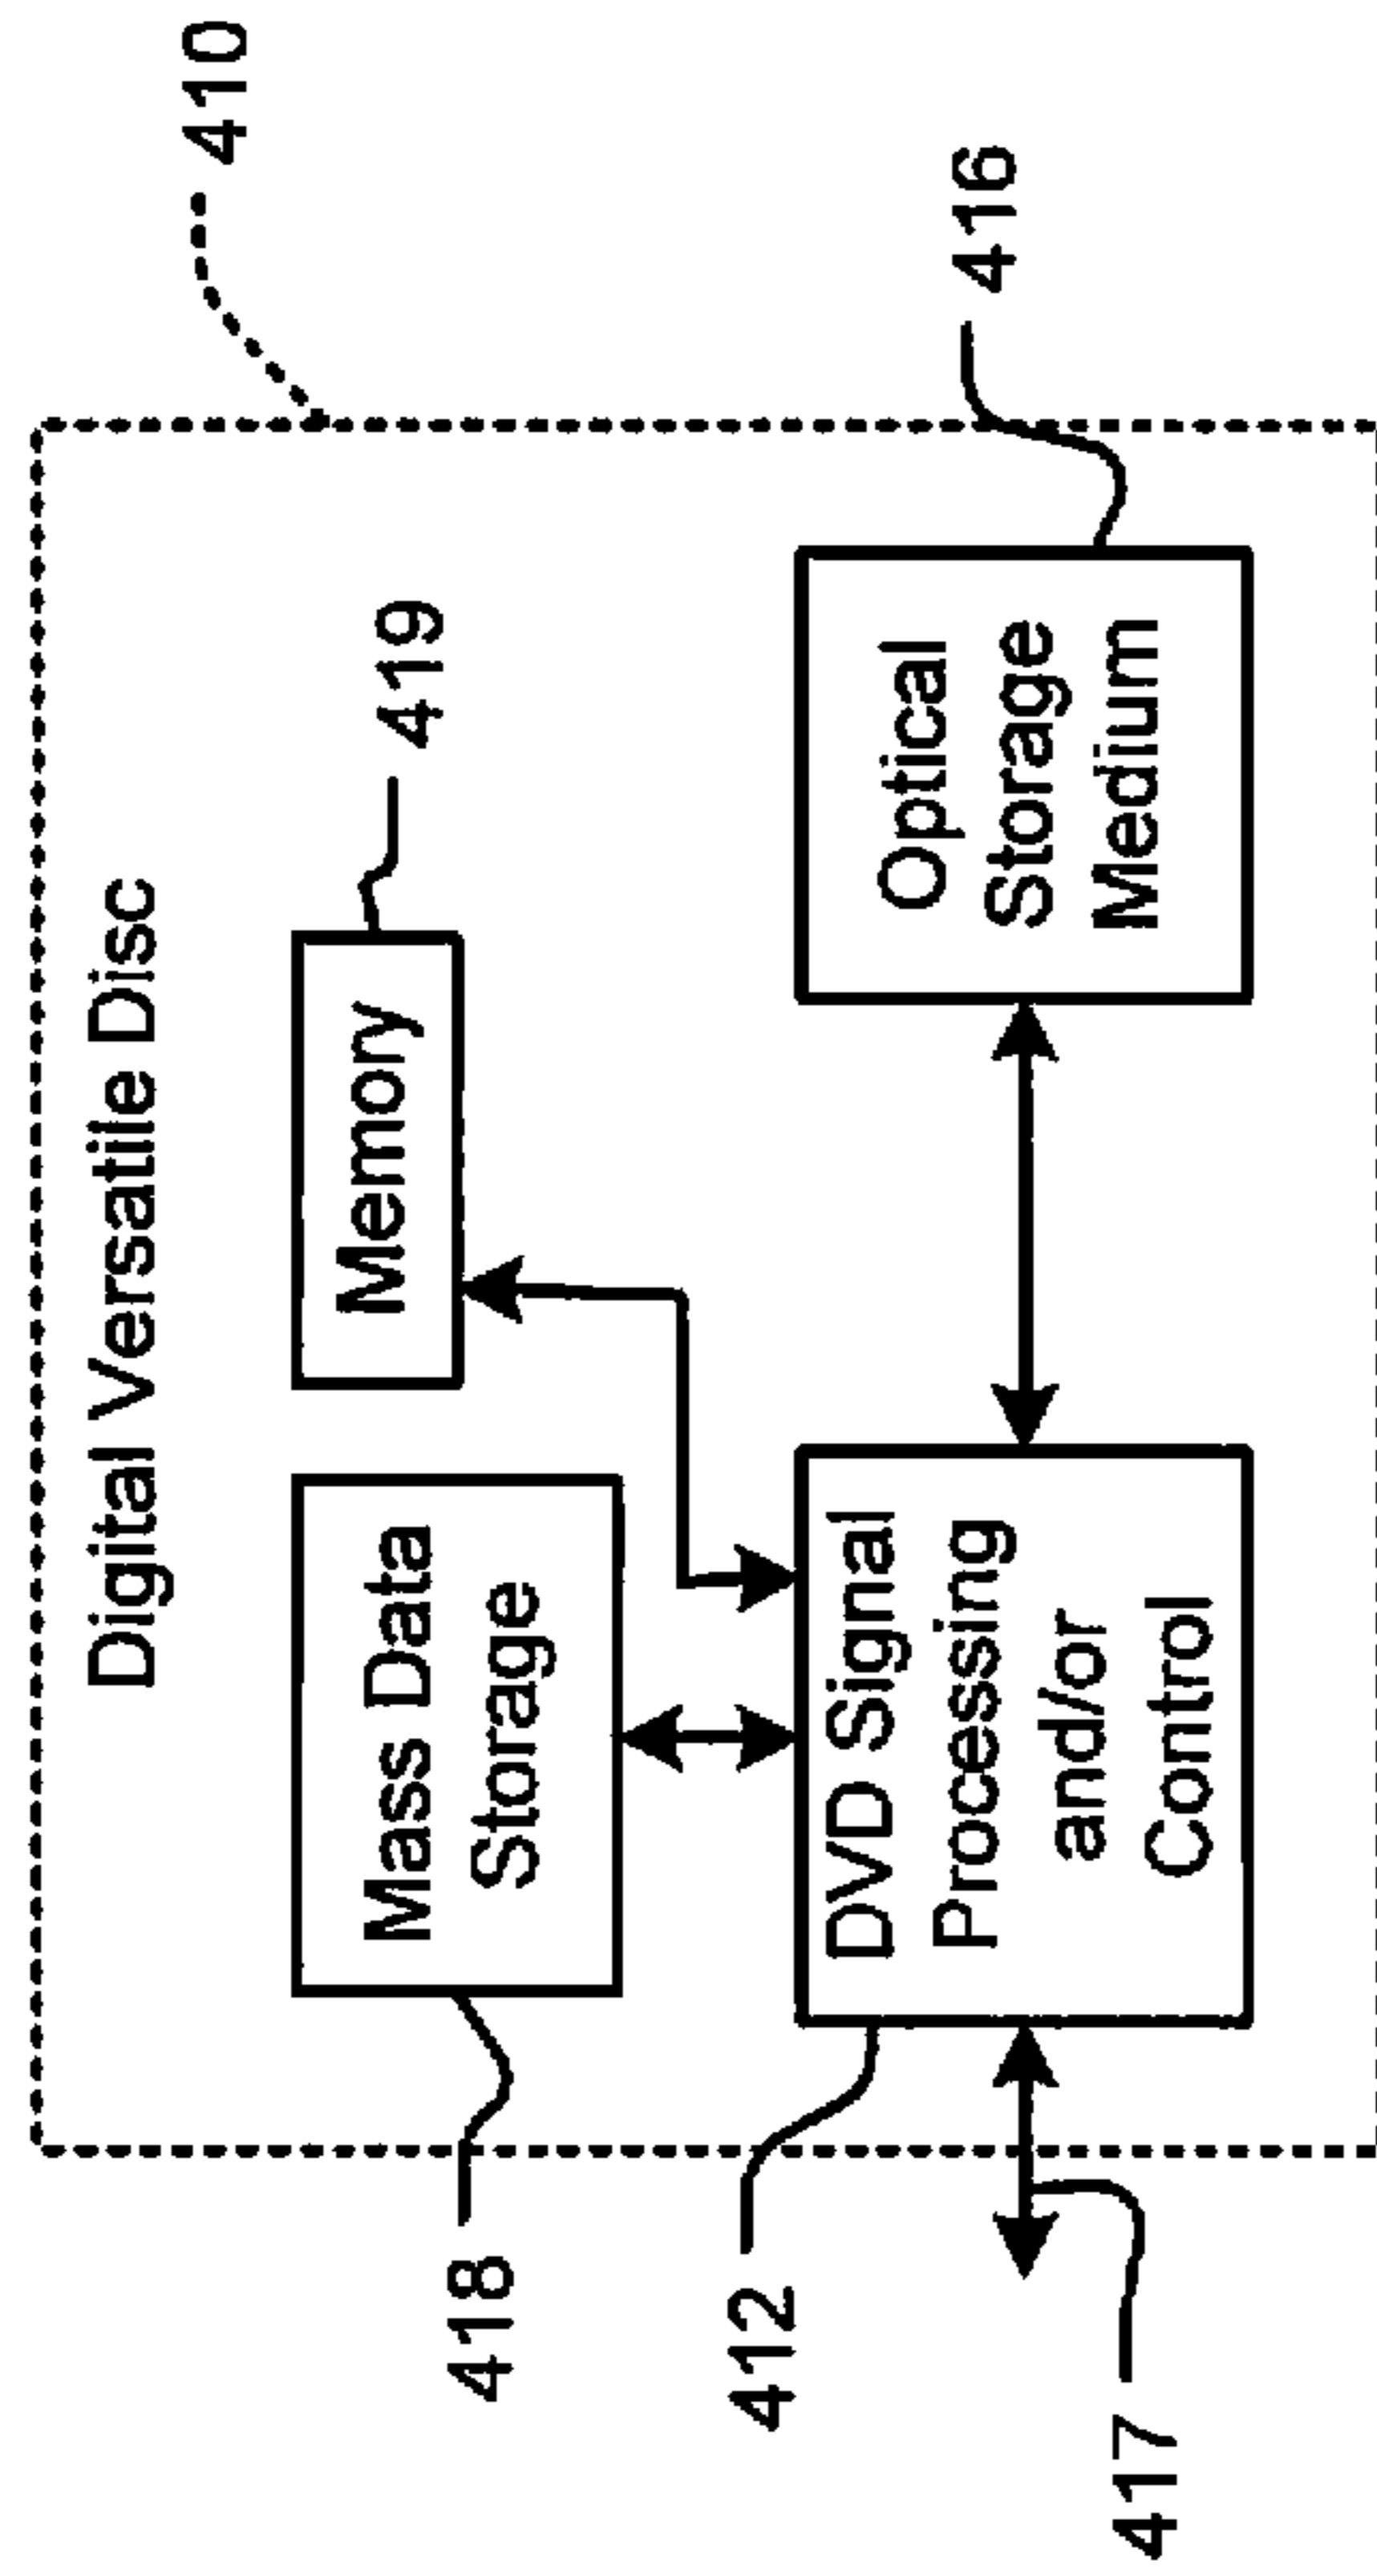 410
Digital Versatile Disc
418
Mass Data
Storage
Memory
419
412
DVD Signal
Processing
and/or
Control
Optical
Storage
Medium
416
417